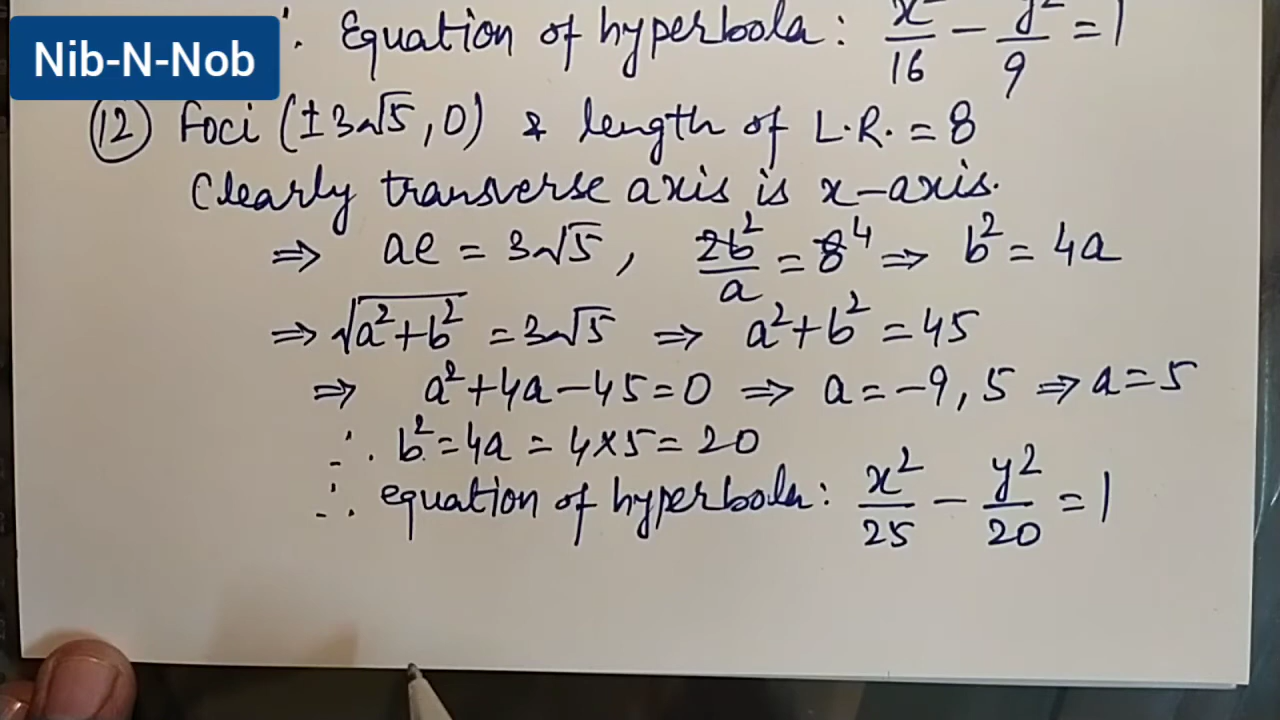 Nib-N-Nob
∴ Equation of hyperbola: x²/16 − y²/9 = 1
(12) Foci (±3√5, 0) & length of L.R. = 8
Clearly transverse axis is x-axis.
⇒ ae = 3√5, 2b²/a = 8 4 ⇒ b² = 4a
⇒ √(a²+b²) = 3√5 ⇒ a²+b² = 45
⇒ a²+4a−45=0 ⇒ a=−9, 5 ⇒ a=5
∴ b²=4a = 4×5 = 20
∴ equation of hyperbola: x²/25 − y²/20 = 1